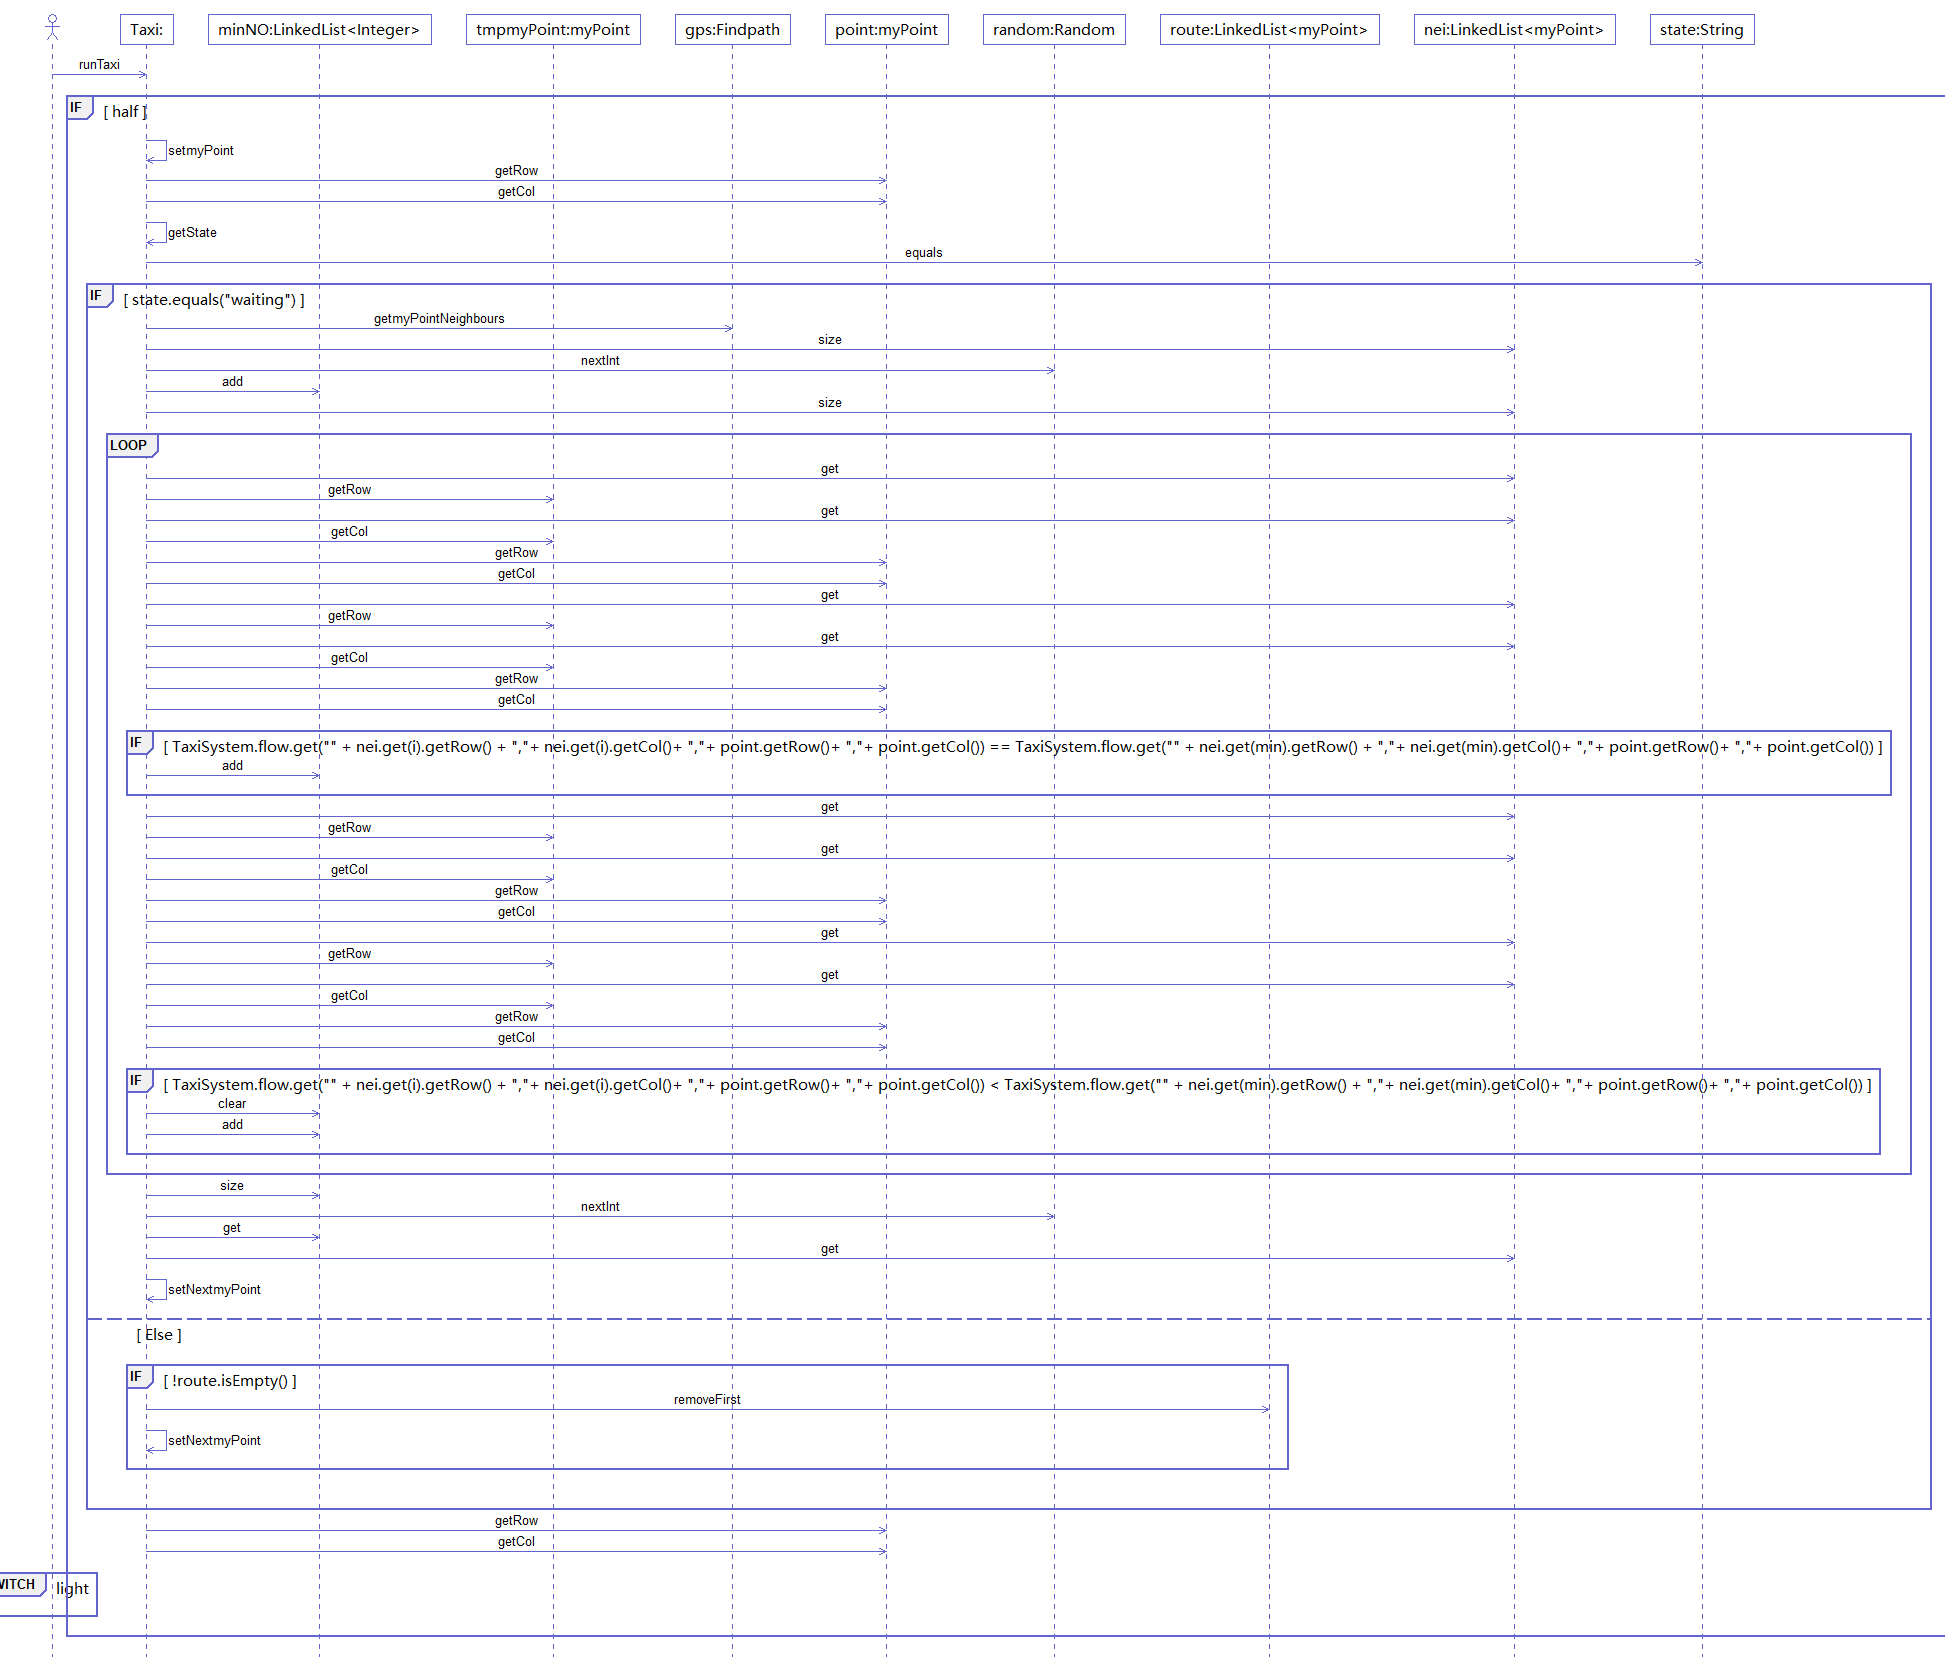 Taxi:
minNO:LinkedList<Integer>
tmpmyPoint:myPoint
gps:Findpath
point:myPoint
random:Random
route:LinkedList<myPoint>
nei:LinkedList<myPoint>
state:String
runTaxi
IF
[ half ]
setmyPoint
getRow
getCol
getState
equals
IF
[ state.equals("waiting") ]
getmyPointNeighbours
size
nextInt
add
size
LOOP
get
getRow
get
getCol
getRow
getCol
get
getRow
get
getCol
getRow
getCol
IF
[ TaxiSystem.flow.get("" + nei.get(i).getRow() + ","+ nei.get(i).getCol()+ ","+ point.getRow()+ ","+ point.getCol()) == TaxiSystem.flow.get("" + nei.get(min).getRow() + ","+ nei.get(min).getCol()+ ","+ point.getRow()+ ","+ point.getCol()) ]
add
get
getRow
get
getCol
getRow
getCol
get
getRow
get
getCol
getRow
getCol
IF
[ TaxiSystem.flow.get("" + nei.get(i).getRow() + ","+ nei.get(i).getCol()+ ","+ point.getRow()+ ","+ point.getCol()) < TaxiSystem.flow.get("" + nei.get(min).getRow() + ","+ nei.get(min).getCol()+ ","+ point.getRow()+ ","+ point.getCol()) ]
clear
add
size
nextInt
get
get
setNextmyPoint
[ Else ]
IF
[ !route.isEmpty() ]
removeFirst
setNextmyPoint
getRow
getCol
ITCH
light